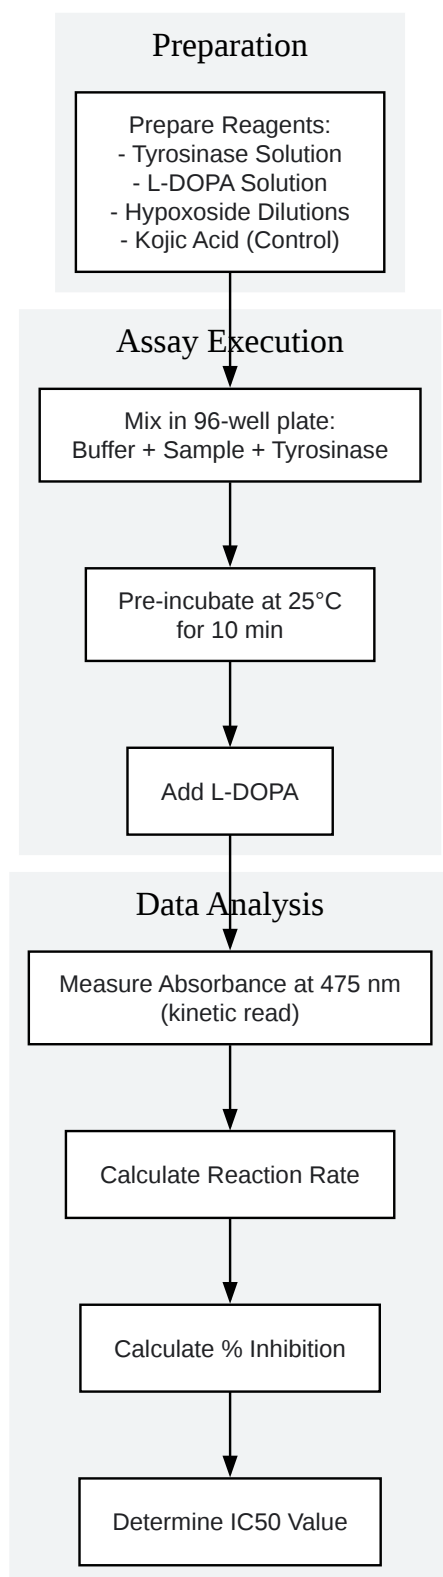 Preparation
Prepare Reagents:
- Tyrosinase Solution
- L-DOPA Solution
- Hypoxoside Dilutions
- Kojic Acid (Control)
Assay Execution
Mix in 96-well plate:
Buffer + Sample + Tyrosinase
Pre-incubate at 25°C
for 10 min
Add L-DOPA
Data Analysis
Measure Absorbance at 475 nm
(kinetic read)
Calculate Reaction Rate
Calculate % Inhibition
Determine IC50 Value